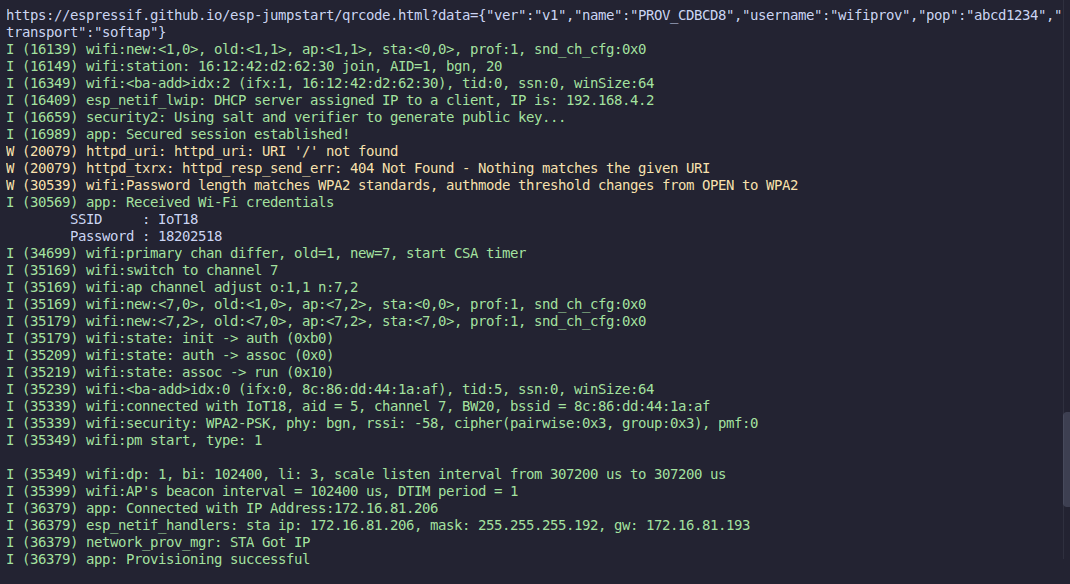 https://espressif.github.io/esp-jumpstart/qrcode.html?data={"ver":"v1","name":"PROV_CDBCD8","username":"wifiprov","pop":"abcd1234","
transport":"softap"}
I (16139) wifi:new:<1,0>, old:<1,1>, ap:<1,1>, sta:<0,0>, prof:1, snd_ch_cfg:0x0
I (16149) wifi:station: 16:12:42:d2:62:30 join, AID=1, bgn, 20
I (16349) wifi:<ba-add>idx:2 (ifx:1, 16:12:42:d2:62:30), tid:0, ssn:0, winSize:64
I (16409) esp_netif_lwip: DHCP server assigned IP to a client, IP is: 192.168.4.2
I (16659) security2: Using salt and verifier to generate public key...
I (16989) app: Secured session established!
W (20079) httpd_uri: httpd_uri: URI '/' not found
W (20079) httpd_txrx: httpd_resp_send_err: 404 Not Found - Nothing matches the given URI
W (30539) wifi:Password length matches WPA2 standards, authmode threshold changes from OPEN to WPA2
I (30569) app: Received Wi-Fi credentials
SSID     : IoT18
Password : 18202518
I (34699) wifi:primary chan differ, old=1, new=7, start CSA timer
I (35169) wifi:switch to channel 7
I (35169) wifi:ap channel adjust o:1,1 n:7,2
I (35169) wifi:new:<7,0>, old:<1,0>, ap:<7,2>, sta:<0,0>, prof:1, snd_ch_cfg:0x0
I (35179) wifi:new:<7,2>, old:<7,0>, ap:<7,2>, sta:<7,0>, prof:1, snd_ch_cfg:0x0
I (35179) wifi:state: init -> auth (0xb0)
I (35209) wifi:state: auth -> assoc (0x0)
I (35219) wifi:state: assoc -> run (0x10)
I (35239) wifi:<ba-add>idx:0 (ifx:0, 8c:86:dd:44:1a:af), tid:5, ssn:0, winSize:64
I (35339) wifi:connected with IoT18, aid = 5, channel 7, BW20, bssid = 8c:86:dd:44:1a:af
I (35339) wifi:security: WPA2-PSK, phy: bgn, rssi: -58, cipher(pairwise:0x3, group:0x3), pmf:0
I (35349) wifi:pm start, type: 1
I (35349) wifi:dp: 1, bi: 102400, li: 3, scale listen interval from 307200 us to 307200 us
I (35399) wifi:AP's beacon interval = 102400 us, DTIM period = 1
I (36379) app: Connected with IP Address:172.16.81.206
I (36379) esp_netif_handlers: sta ip: 172.16.81.206, mask: 255.255.255.192, gw: 172.16.81.193
I (36379) network_prov_mgr: STA Got IP
I (36379) app: Provisioning successful